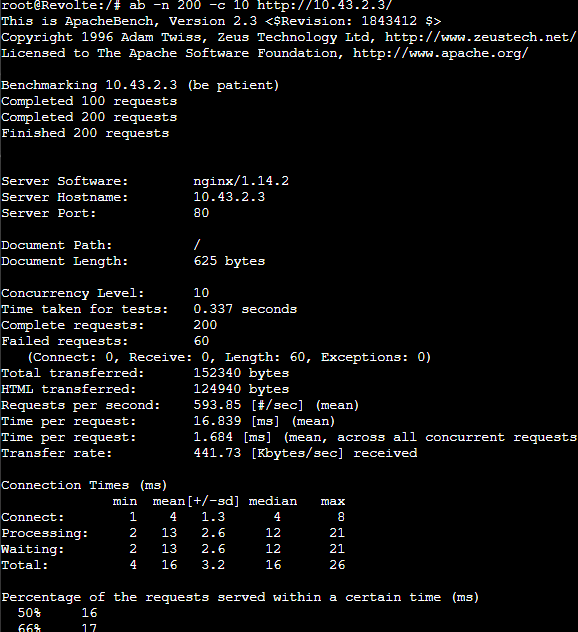 root@Revolte:/# ab -n 200 -c 10 http://10.43.2.3/
This is ApacheBench, Version 2.3 <$Revision: 1843412 $>
Copyright 1996 Adam Twiss, Zeus Technology Ltd, http://www.zeustech.net/
Licensed to The Apache Software Foundation, http://www.apache.org/
Benchmarking 10.43.2.3 (be patient)
Completed 100 requests
Completed 200 requests
Finished 200 requests
Server Software: nginx/1.14.2
Server Hostname: 10.43.2.3
Server Port: 80
Document Path: /
Document Length: 625 bytes
Concurrency Level: 10
Time taken for tests: 0.337 seconds
Complete requests: 200
Failed requests: 60
(Connect: 0, Receive: 0, Length: 60, Exceptions: 0)
Total transferred: 152340 bytes
HTML transferred: 124940 bytes
Requests per second: 593.85 [#/sec] (mean)
Time per request: 16.839 [ms] (mean)
Time per request: 1.684 [ms] (mean, across all concurrent requests
Transfer rate: 441.73 [Kbytes/sec] received
Connection Times (ms)
min mean[+/-sd] median max
Connect: 1 4 1.3 4 8
Processing: 2 13 2.6 12 21
Waiting: 2 13 2.6 12 21
Total: 4 16 3.2 16 26
Percentage of the requests served within a certain time (ms)
50% 16
66% 17